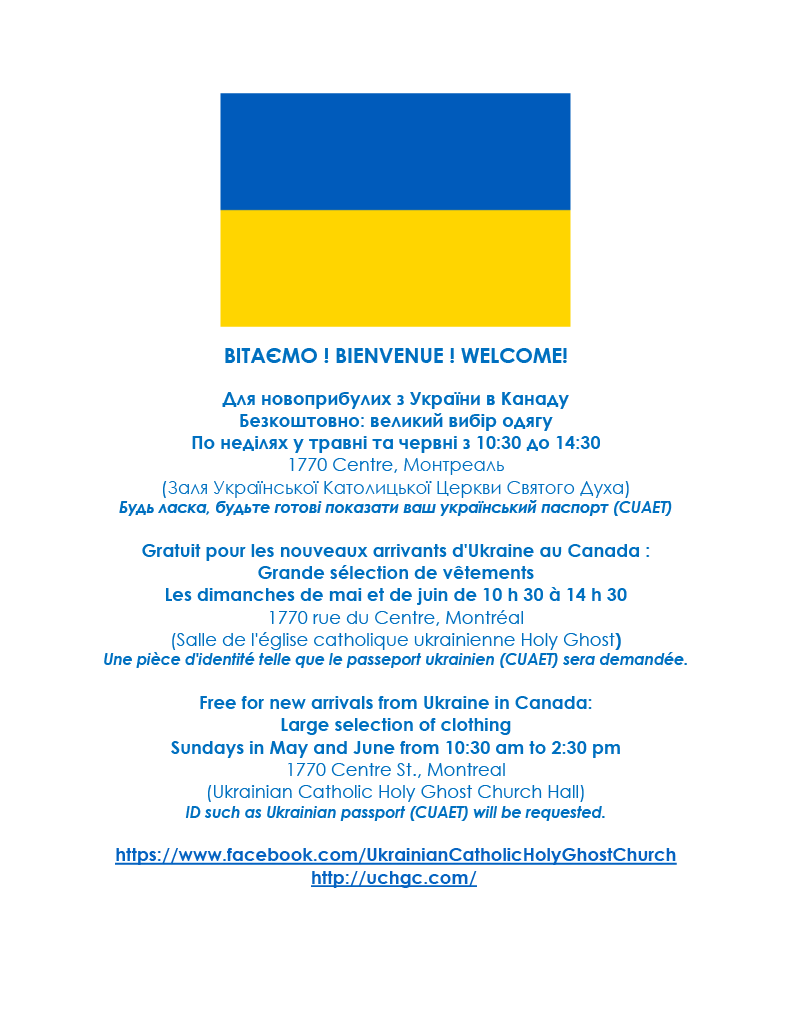 ВІТАЄМО ! BIENVENUE ! WELCOME!
Для новоприбулих з України в Канаду
Безкоштовно: великий вибір одягу
По неділях у травні та червні з 10:30 до 14:30
1770 Centre, Монтреаль
(Заля Української Католицької Церкви Святого Духа)
Будь ласка, будьте готові показати ваш український паспорт (CUAET)
Gratuit pour les nouveaux arrivants d'Ukraine au Canada :
Grande sélection de vêtements
Les dimanches de mai et de juin de 10 h 30 à 14 h 30
1770 rue du Centre, Montréal
(Salle de l'église catholique ukrainienne Holy Ghost)
Une pièce d'identité telle que le passeport ukrainien (CUAET) sera demandée.
Free for new arrivals from Ukraine in Canada:
Large selection of clothing
Sundays in May and June from 10:30 am to 2:30 pm
1770 Centre St., Montreal
(Ukrainian Catholic Holy Ghost Church Hall)
ID such as Ukrainian passport (CUAET) will be requested.
https://www.facebook.com/UkrainianCatholicHolyGhostChurch
http://uchgc.com/